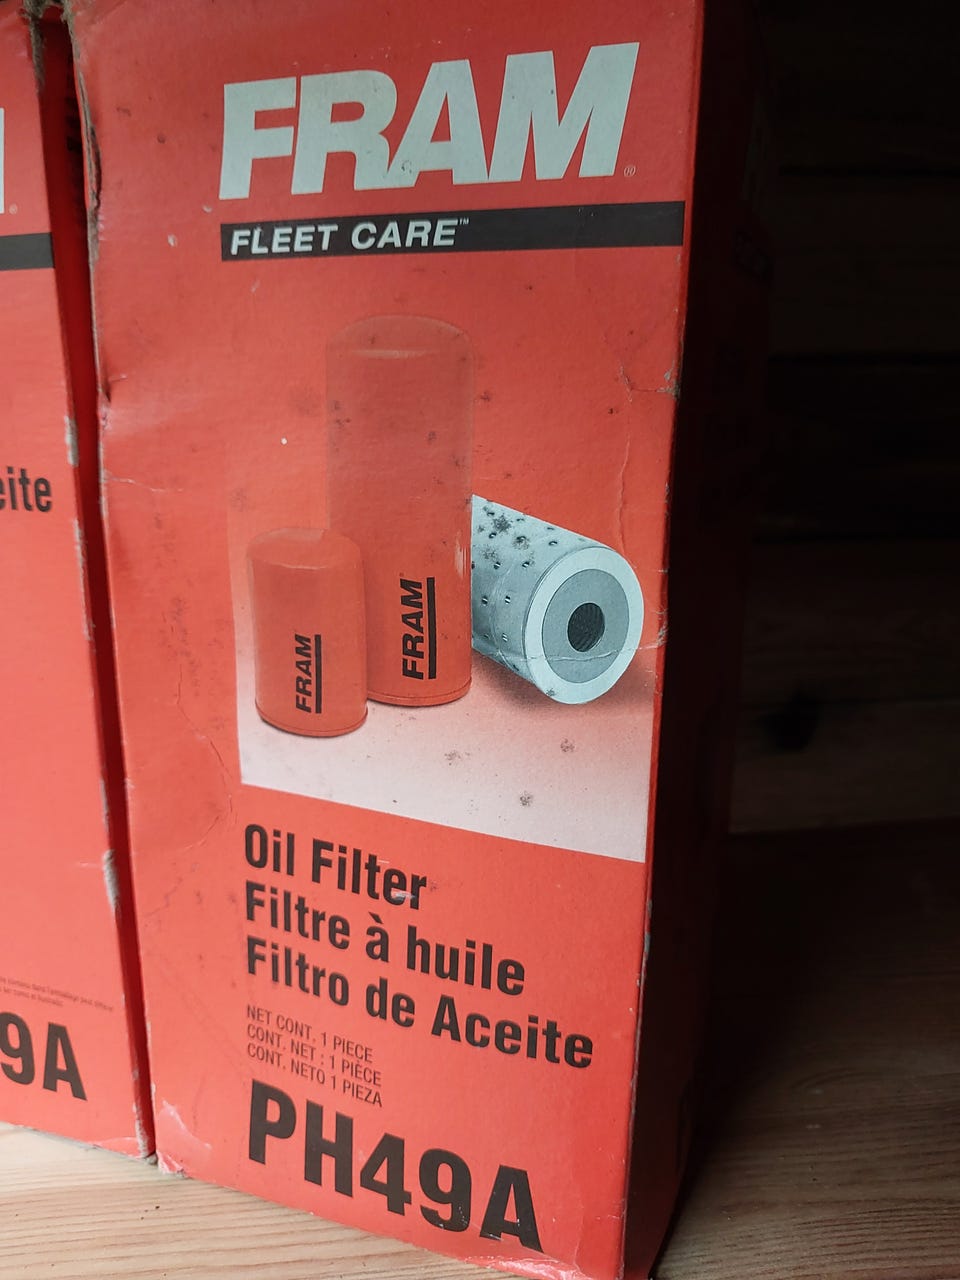 FRAM®
FLEET CARE™
FRAM
FRAM
Oil Filter
Filtre à huile
Filtro de Aceite
NET CONT. 1 PIECE
CONT. NET : 1 PIÈCE
CONT. NETO 1 PIEZA
PH49A
eite
9A